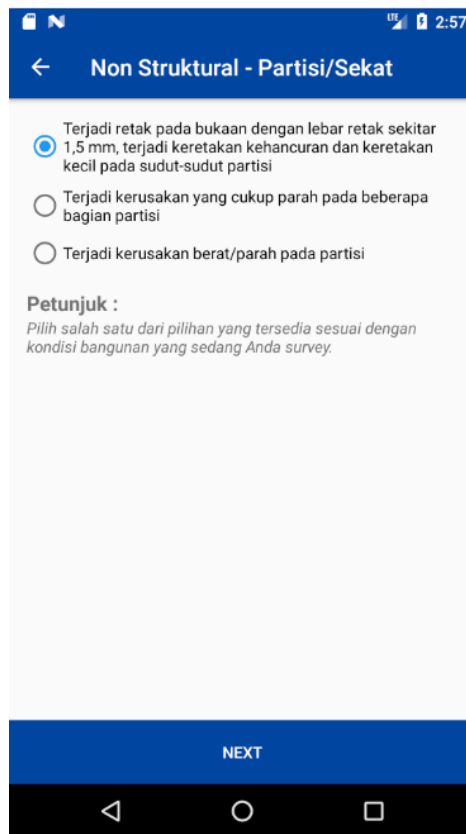 LTE 2:57
Non Struktural - Partisi/Sekat
Terjadi retak pada bukaan dengan lebar retak sekitar
1,5 mm, terjadi keretakan kehancuran dan keretakan
kecil pada sudut-sudut partisi
Terjadi kerusakan yang cukup parah pada beberapa
bagian partisi
Terjadi kerusakan berat/parah pada partisi
Petunjuk :
Pilih salah satu dari pilihan yang tersedia sesuai dengan
kondisi bangunan yang sedang Anda survey.
NEXT